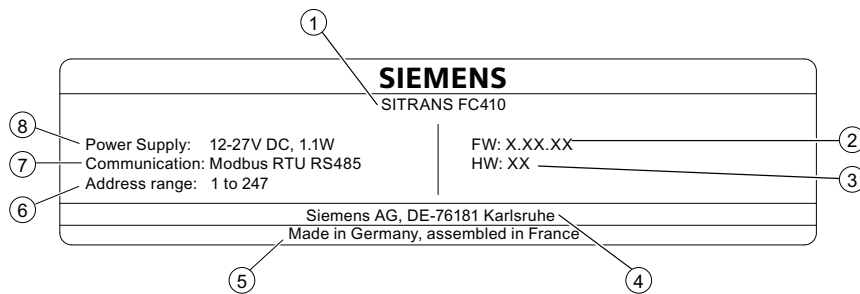 1
SIEMENS
SITRANS FC410
8
Power Supply: 12-27V DC, 1.1W
FW: X.XX.XX
2
7
Communication: Modbus RTU RS485
HW: XX
3
6
Address range: 1 to 247
Siemens AG, DE-76181 Karlsruhe
Made in Germany, assembled in France
5
4